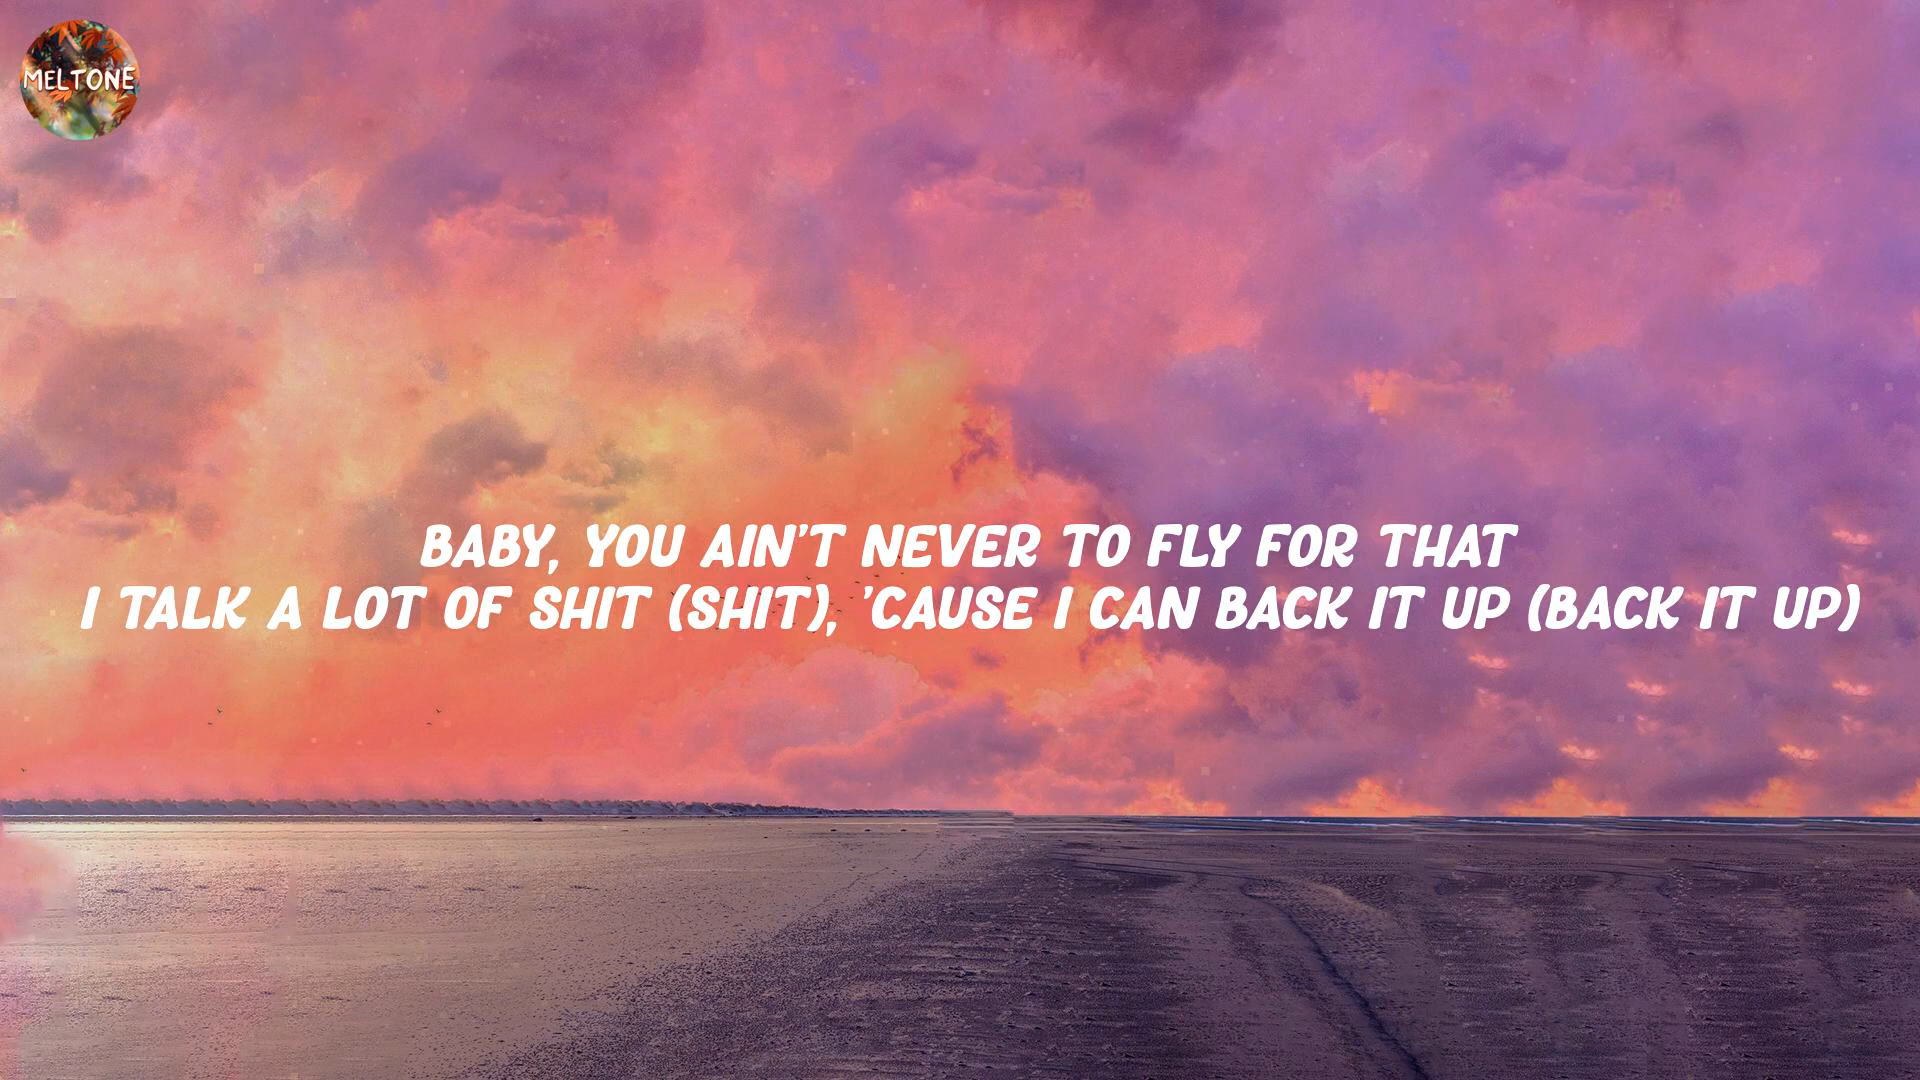 MELTONE
BABY, YOU AIN'T NEVER TO FLY FOR THAT
I TALK A LOT OF SHIT (SHIT), 'CAUSE I CAN BACK IT UP (BACK IT UP)